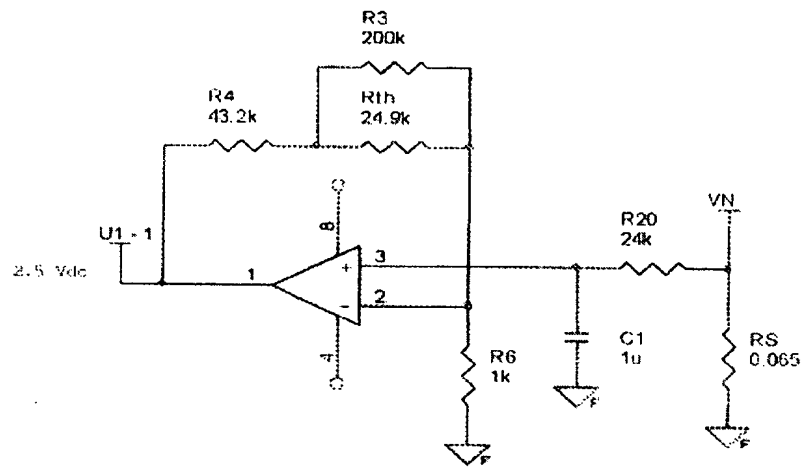 R3
200k
R4
43.2k
Rth
24.9k
8
VN
U1 - 1
R20
24k
2.5 Vdc
1
+
3
-
2
4
R6
1k
C1
1u
RS
0.065
F
F
F